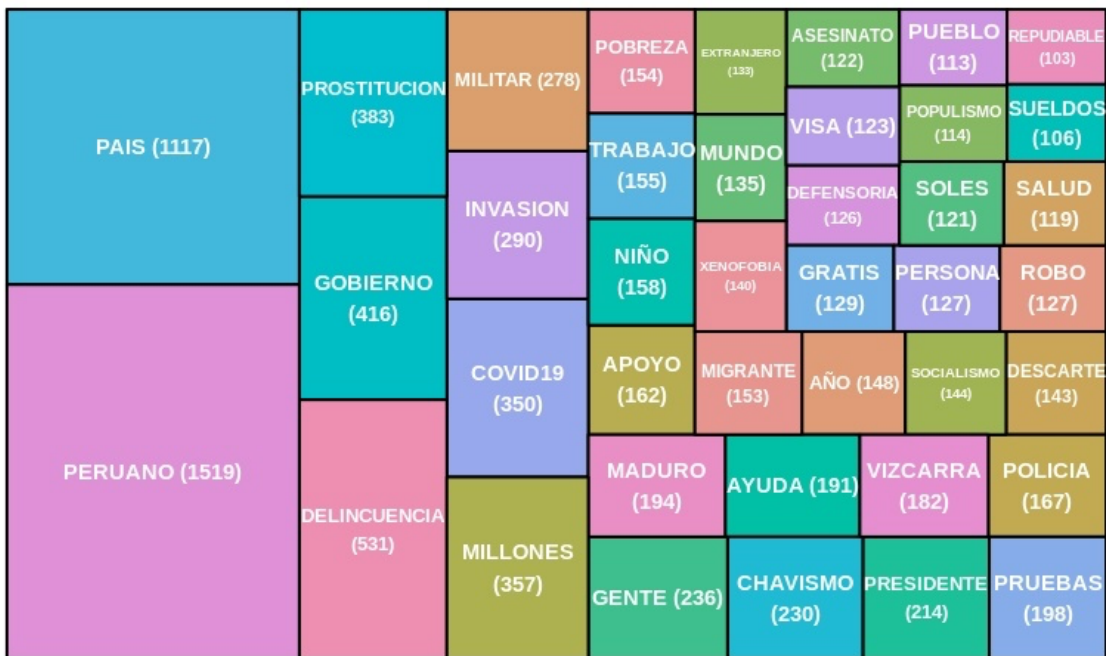 PAIS (1117)
PERUANO (1519)
PROSTITUCION
(383)
GOBIERNO
(416)
DELINCUENCIA
(531)
MILITAR (278)
INVASION
(290)
COVID19
(350)
MILLONES
(357)
POBREZA
(154)
EXTRANJERO
(133)
ASESINATO
(122)
PUEBLO
(113)
REPUDIABLE
(103)
TRABAJO
(155)
MUNDO
(135)
VISA (123)
POPULISMO
(114)
SUELDOS
(106)
DEFENSORIA
(126)
SOLES
(121)
SALUD
(119)
NIÑO
(158)
XENOFOBIA
(140)
GRATIS
(129)
PERSONA
(127)
ROBO
(127)
APOYO
(162)
MIGRANTE
(153)
AÑO (148)
SOCIALISMO
(144)
DESCARTE
(143)
MADURO
(194)
AYUDA (191)
VIZCARRA
(182)
POLICIA
(167)
GENTE (236)
CHAVISMO
(230)
PRESIDENTE
(214)
PRUEBAS
(198)